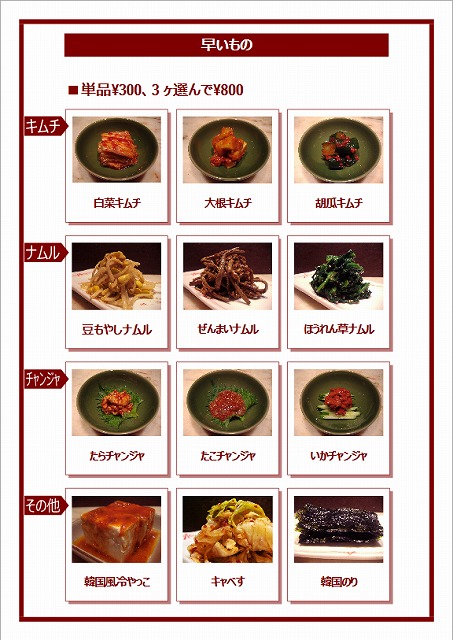 早いもの
■単品¥300、３ヶ選んで¥800
キムチ
白菜キムチ
大根キムチ
胡瓜キムチ
ナムル
豆もやしナムル
ぜんまいナムル
ほうれん草ナムル
チャンジャ
たらチャンジャ
たこチャンジャ
いかチャンジャ
その他
韓国風冷やっこ
キャベす
韓国のり